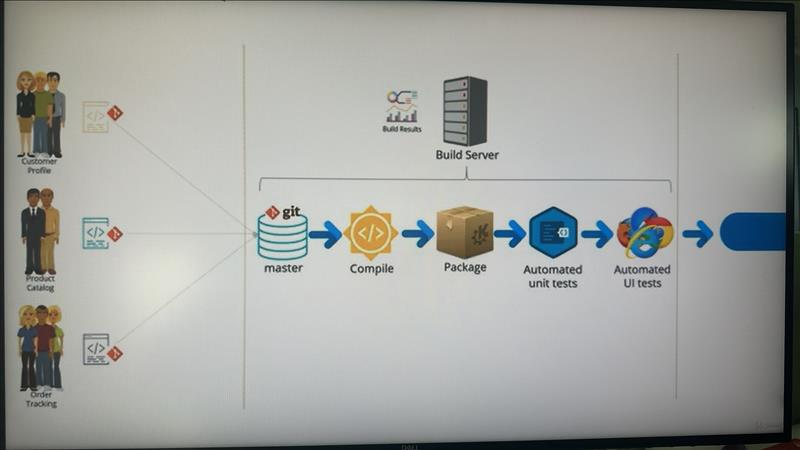 Customer
Profile
Product
Catalog
Order
Tracking
Build Results
Build Server
git
master
Compile
Package
Automated
unit tests
Automated
UI tests